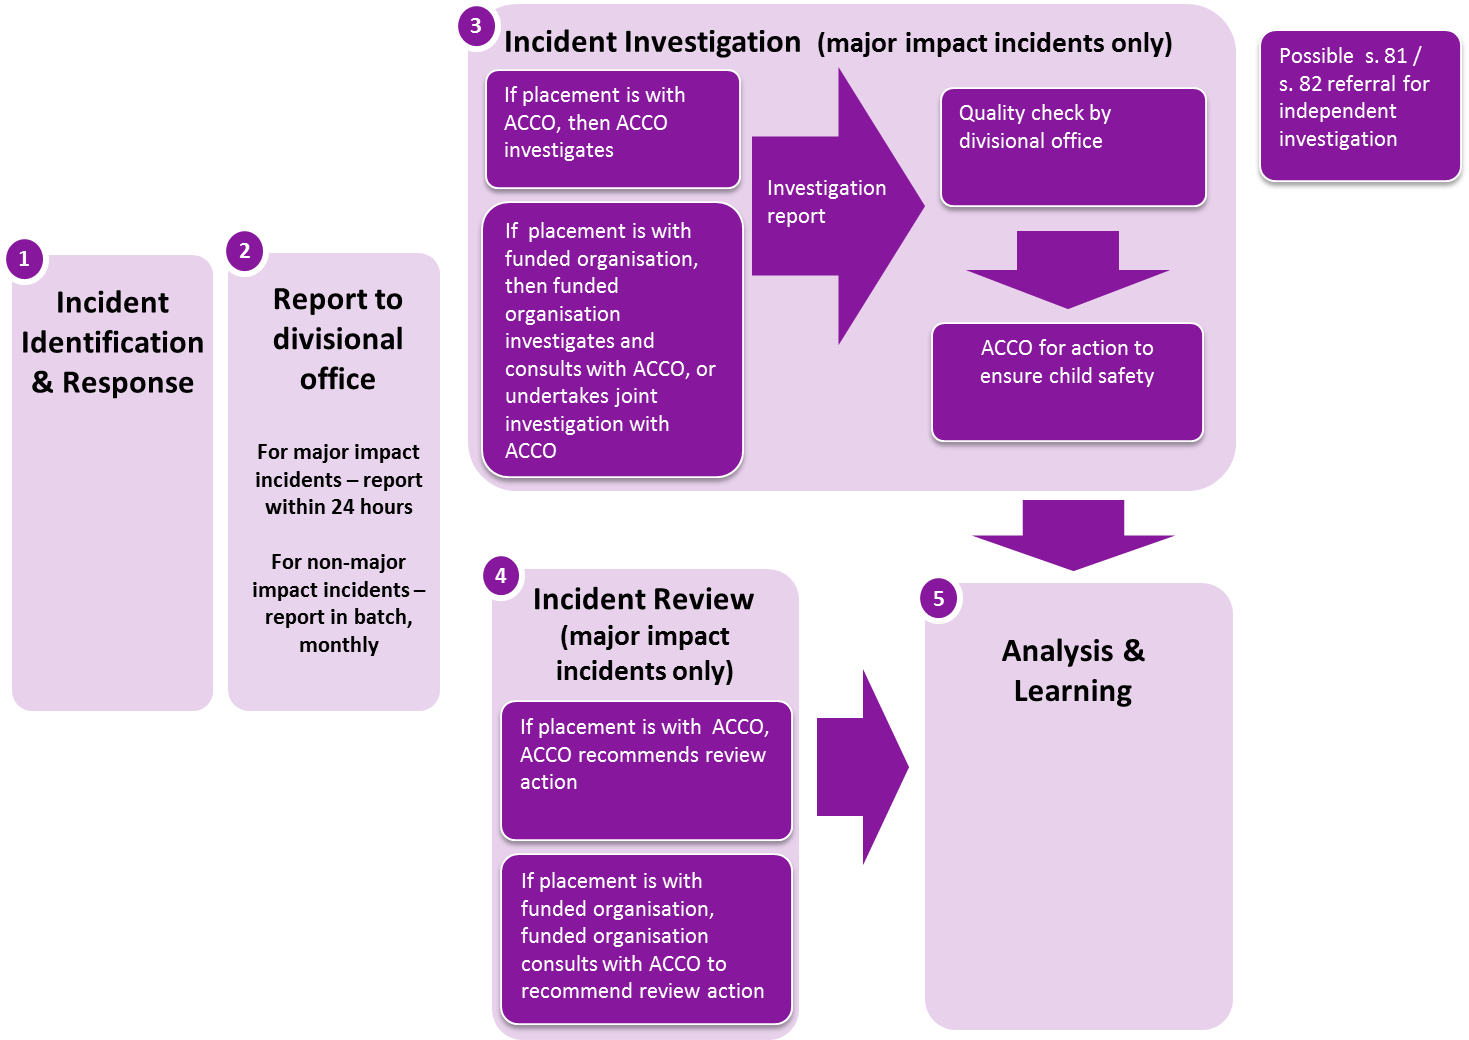 1
Incident
Identification
& Response
2
Report to
divisional
office
For major impact
incidents – report
within 24 hours
For non-major
impact incidents –
report in batch,
monthly
3
Incident Investigation (major impact incidents only)
If placement is with
ACCO, then ACCO
investigates
If placement is with
funded organisation,
then funded
organisation
investigates and
consults with ACCO, or
undertakes joint
investigation with
ACCO
Investigation
report
Quality check by
divisional office
ACCO for action to
ensure child safety
Possible s. 81 /
s. 82 referral for
independent
investigation
4
Incident Review
(major impact
incidents only)
If placement is with ACCO,
ACCO recommends review
action
If placement is with
funded organisation,
funded organisation
consults with ACCO to
recommend review action
5
Analysis &
Learning